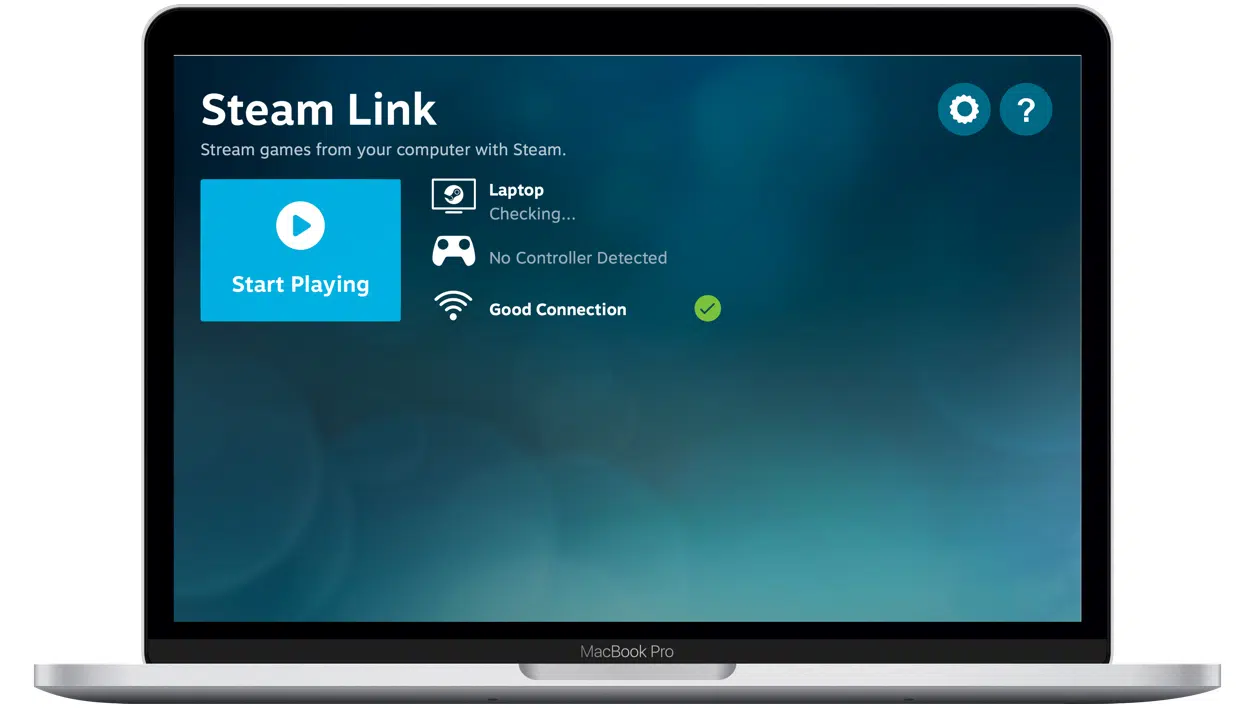 Steam Link
Stream games from your computer with Steam.
Start Playing
Laptop
Checking...
No Controller Detected
Good Connection
?
MacBook Pro